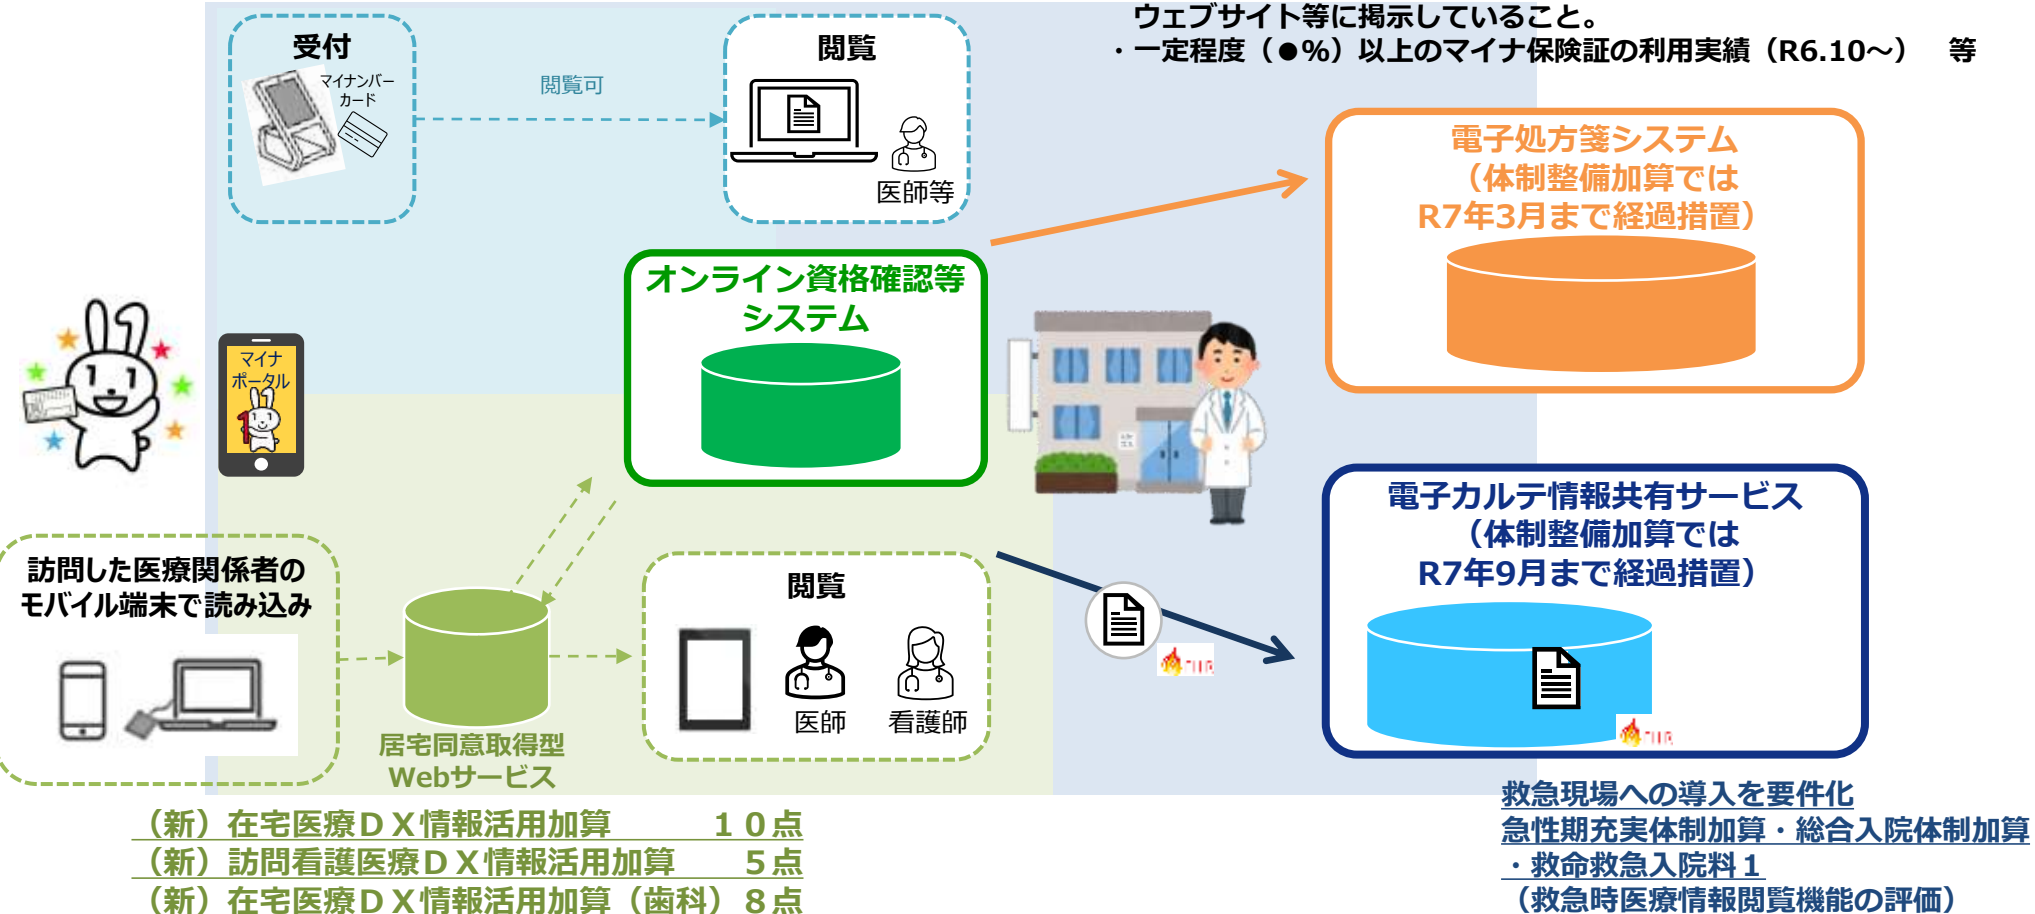 ウェブサイト等に掲示していること。
・一定程度（●%）以上のマイナ保険証の利用実績（R6.10～） 等
受付
マイナンバー
カード
閲覧可
閲覧
医師等
電子処方箋システム
（体制整備加算では
R7年3月まで経過措置）
オンライン資格確認等
システム
マイナ
ポータル
電子カルテ情報共有サービス
（体制整備加算では
R7年9月まで経過措置）
訪問した医療関係者の
モバイル端末で読み込み
居宅同意取得型
Webサービス
閲覧
医師
看護師
（新）在宅医療ＤＸ情報活用加算 １０点
（新）訪問看護医療ＤＸ情報活用加算 ５点
（新）在宅医療ＤＸ情報活用加算（歯科）８点
救急現場への導入を要件化
急性期充実体制加算・総合入院体制加算
・救命救急入院料１
（救急時医療情報閲覧機能の評価）